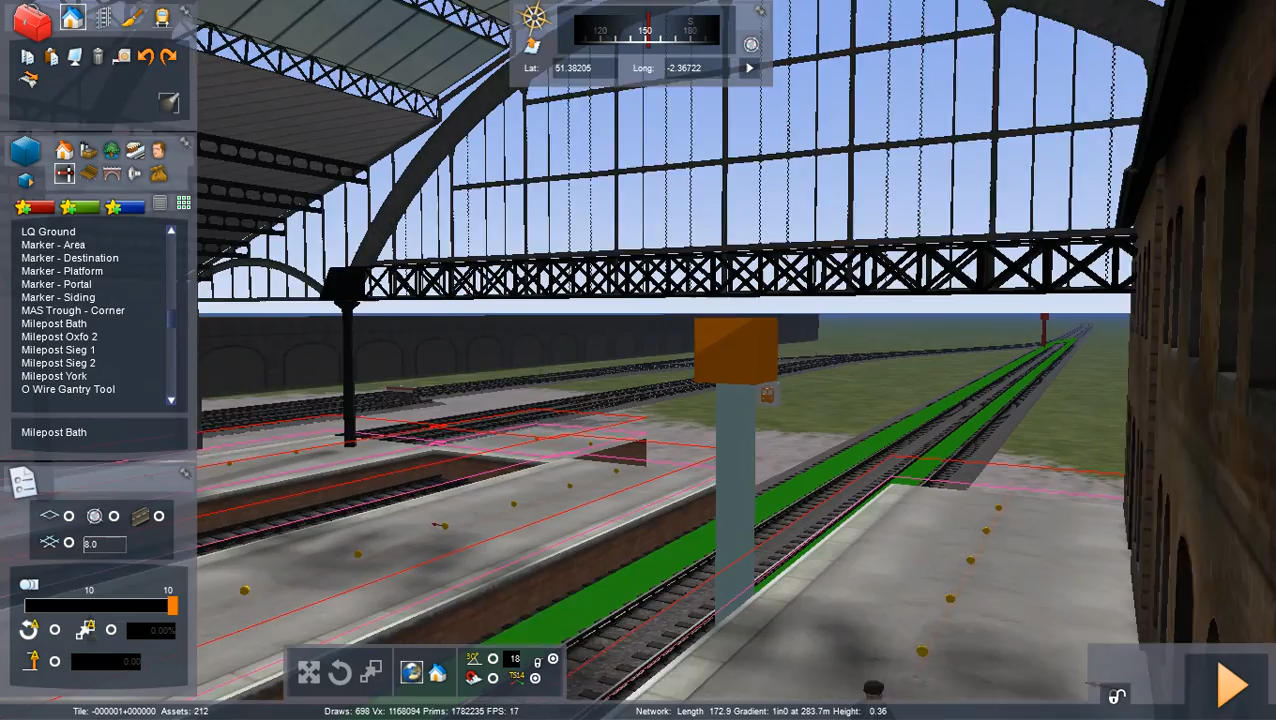 120 150 S 180
Lat: 51.38205 Long: -2.36722
LQ Ground
Marker - Area
Marker - Destination
Marker - Platform
Marker - Portal
Marker - Siding
MAS Trough - Corner
Milepost Bath
Milepost Oxfo 2
Milepost Sieg 1
Milepost Sieg 2
Milepost York
O Wire Gantry Tool
Milepost Bath
8.0
10 10
0.00%
0.00
30° 18
TS14
Tile: -000001+000000 Assets: 212 Draws: 698 Vx: 1168094 Prims: 1782235 FPS: 17 Network: Length 172.9 Gradient: 1in0 at 283.7m Height: 0.36